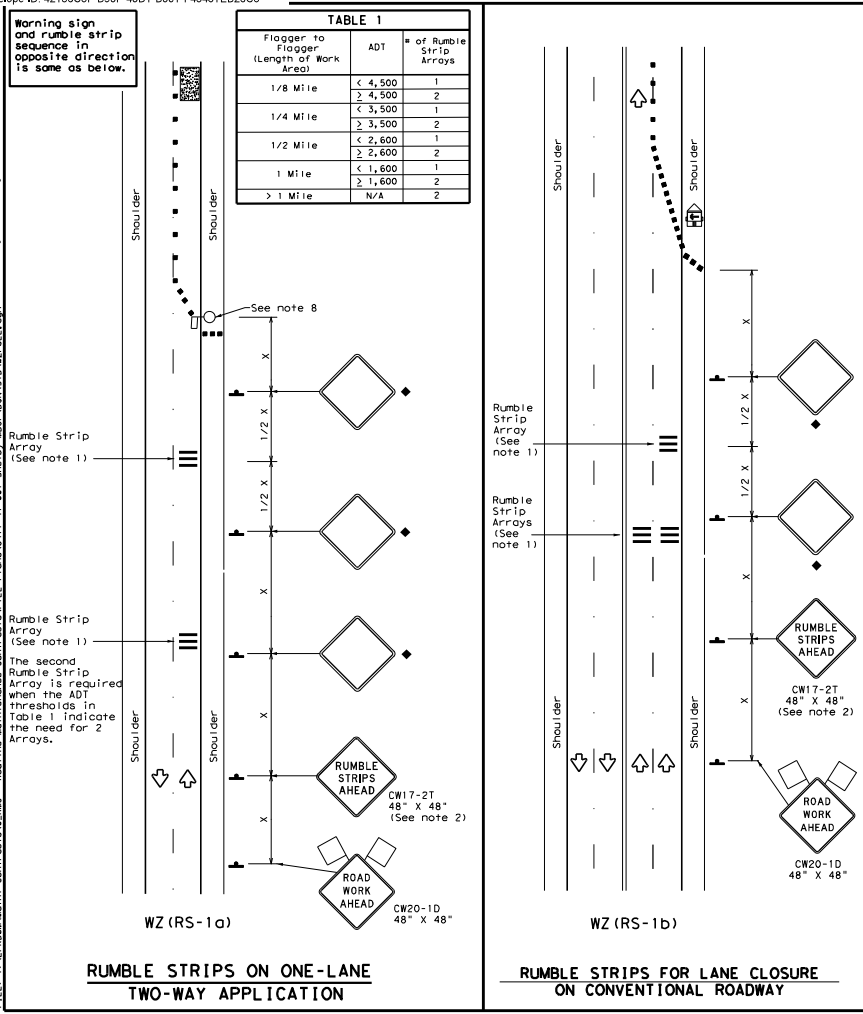 Warning sign
and rumble strip
sequence in
opposite direction
is same as below.
TABLE 1
Flagger to
Flagger
(Length of Work
Area)
ADT
# of Rumble
Strip
Arrays
1/8 Mile
< 4,500 1
≥ 4,500 2
1/4 Mile
< 3,500 1
≥ 3,500 2
1/2 Mile
< 2,600 1
≥ 2,600 2
1 Mile
< 1,600 1
≥ 1,600 2
> 1 Mile N/A 2
Shoulder
Shoulder
See note 8
X
1/2 X
1/2 X
X
X
X
Rumble Strip
Array
(See note 1)
Rumble Strip
Array
(See note 1)
The second
Rumble Strip
Array is required
when the ADT
thresholds in
Table 1 indicate
the need for 2
Arrays.
Shoulder
Shoulder
RUMBLE
STRIPS
AHEAD
CW17-2T
48" X 48"
(See note 2)
ROAD
WORK
AHEAD
CW20-1D
48" X 48"
WZ(RS-1a)
RUMBLE STRIPS ON ONE-LANE
TWO-WAY APPLICATION
Shoulder
Shoulder
X
1/2 X
1/2 X
X
X
Rumble
Strip
Array
(See
note 1)
Rumble
Strip
Arrays
(See
note 1)
Shoulder
Shoulder
RUMBLE
STRIPS
AHEAD
CW17-2T
48" X 48"
(See note 2)
ROAD
WORK
AHEAD
CW20-1D
48" X 48"
WZ(RS-1b)
RUMBLE STRIPS FOR LANE CLOSURE
ON CONVENTIONAL ROADWAY